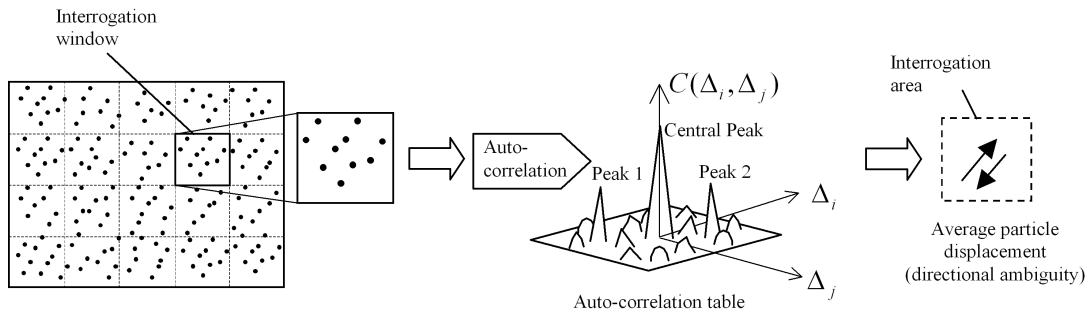 Interrogation
window
Auto-
correlation
C(Δi, Δj)
Central Peak
Peak 1
Peak 2
Δi
Δj
Auto-correlation table
Interrogation
area
Average particle
displacement
(directional ambiguity)